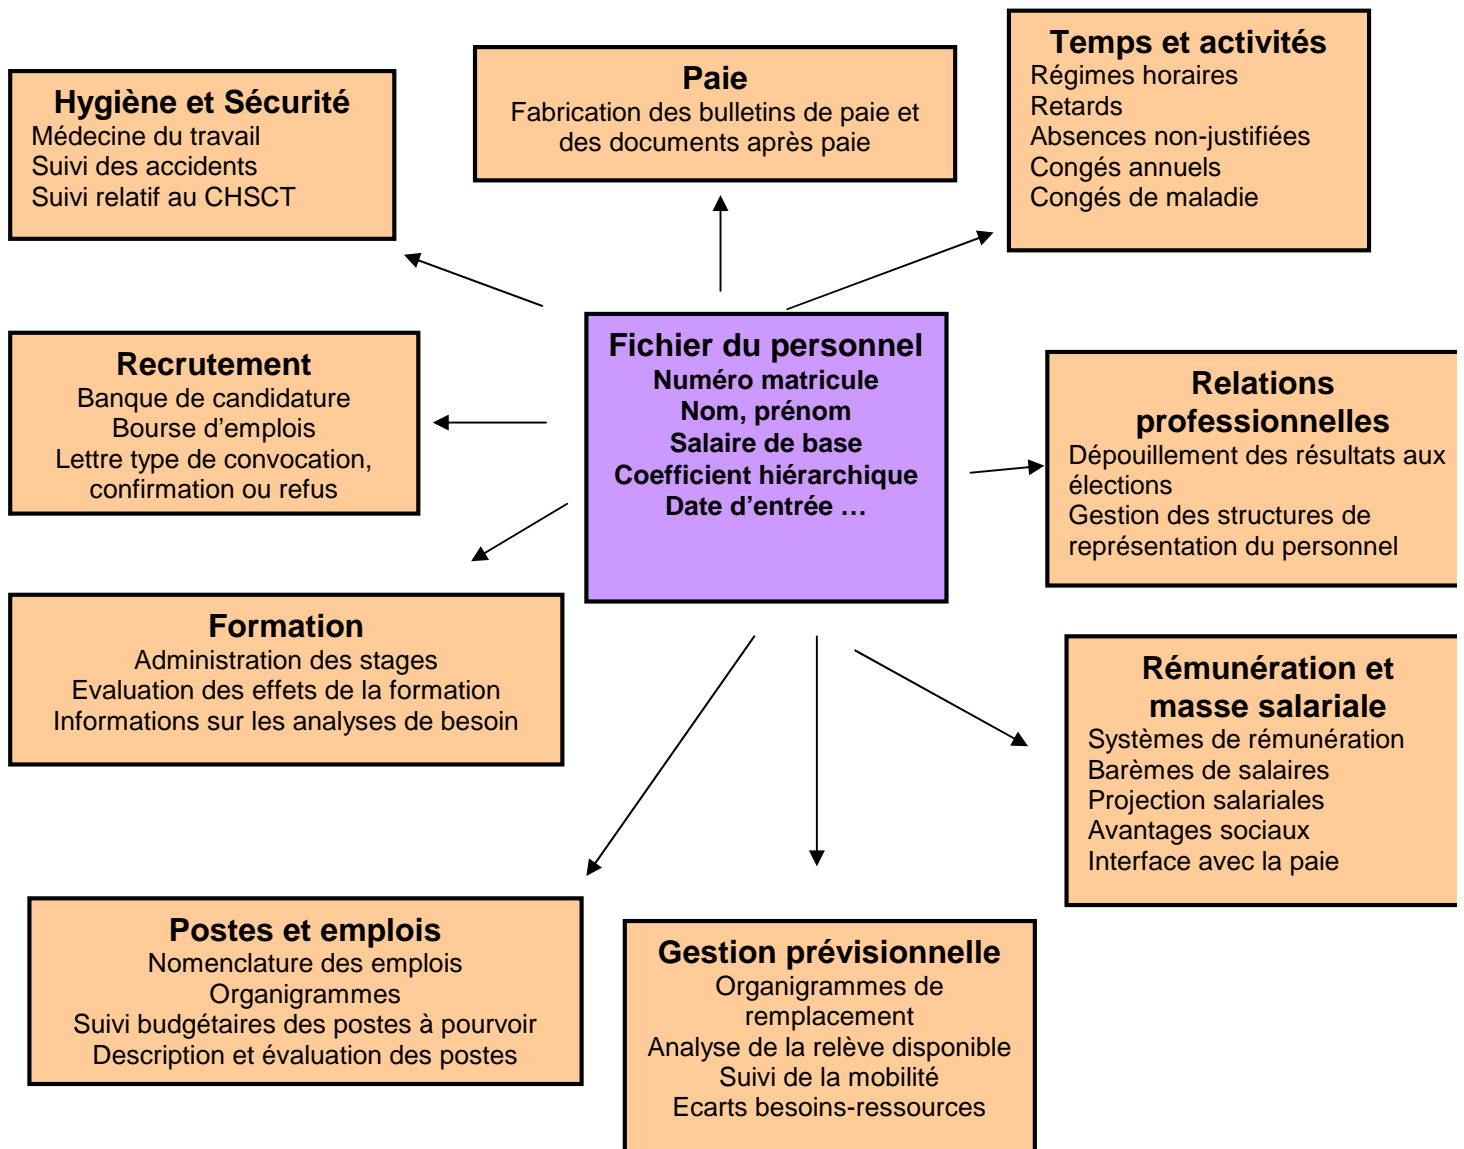 Hygiène et Sécurité
Médecine du travail
Suivi des accidents
Suivi relatif au CHSCT
Paie
Fabrication des bulletins de paie et
des documents après paie
Temps et activités
Régimes horaires
Retards
Absences non-justifiées
Congés annuels
Congés de maladie
Recrutement
Banque de candidature
Bourse d'emplois
Lettre type de convocation,
confirmation ou refus
Fichier du personnel
Numéro matricule
Nom, prénom
Salaire de base
Coefficient hiérarchique
Date d'entrée …
Relations
professionnelles
Dépouillement des résultats aux
élections
Gestion des structures de
représentation du personnel
Formation
Administration des stages
Evaluation des effets de la formation
Informations sur les analyses de besoin
Rémunération et
masse salariale
Systèmes de rémunération
Barèmes de salaires
Projection salariales
Avantages sociaux
Interface avec la paie
Postes et emplois
Nomenclature des emplois
Organigrammes
Suivi budgétaires des postes à pourvoir
Description et évaluation des postes
Gestion prévisionnelle
Organigrammes de
remplacement
Analyse de la relève disponible
Suivi de la mobilité
Ecarts besoins-ressources